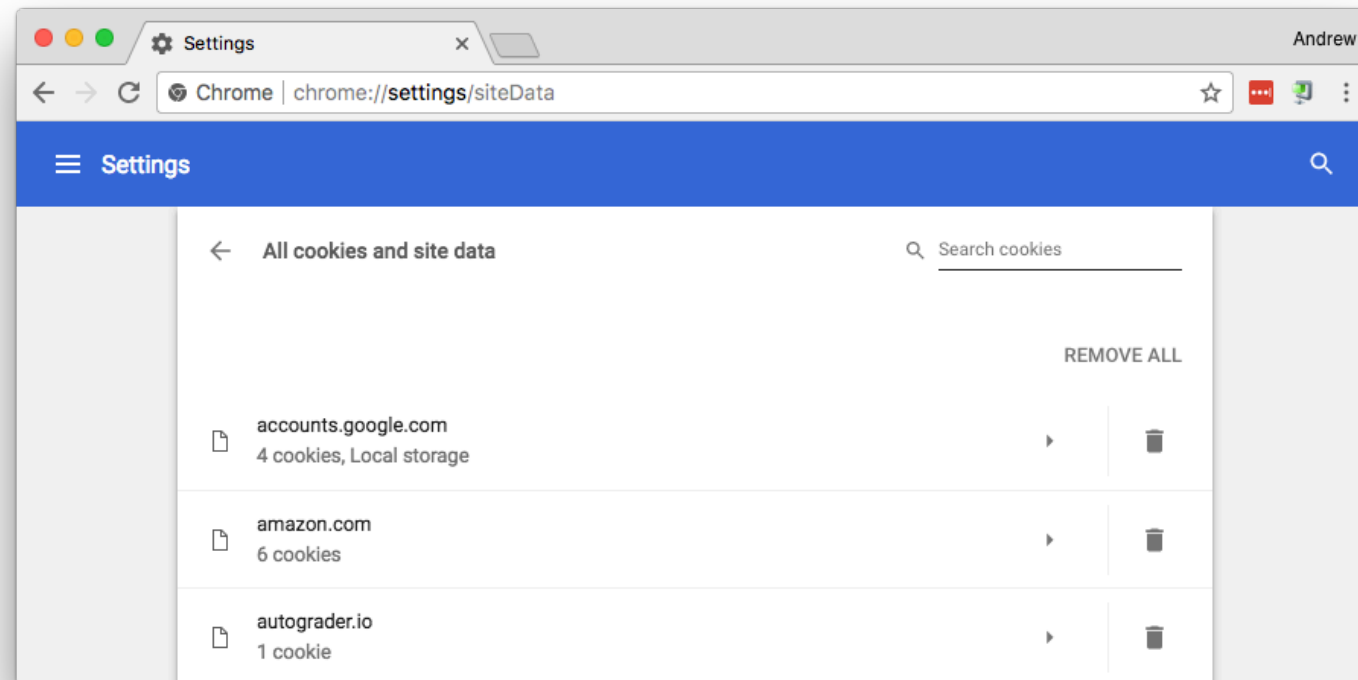 Settings
Andrew
Chrome chrome://settings/siteData
Settings
All cookies and site data
Search cookies
REMOVE ALL
accounts.google.com
4 cookies, Local storage
amazon.com
6 cookies
autograder.io
1 cookie